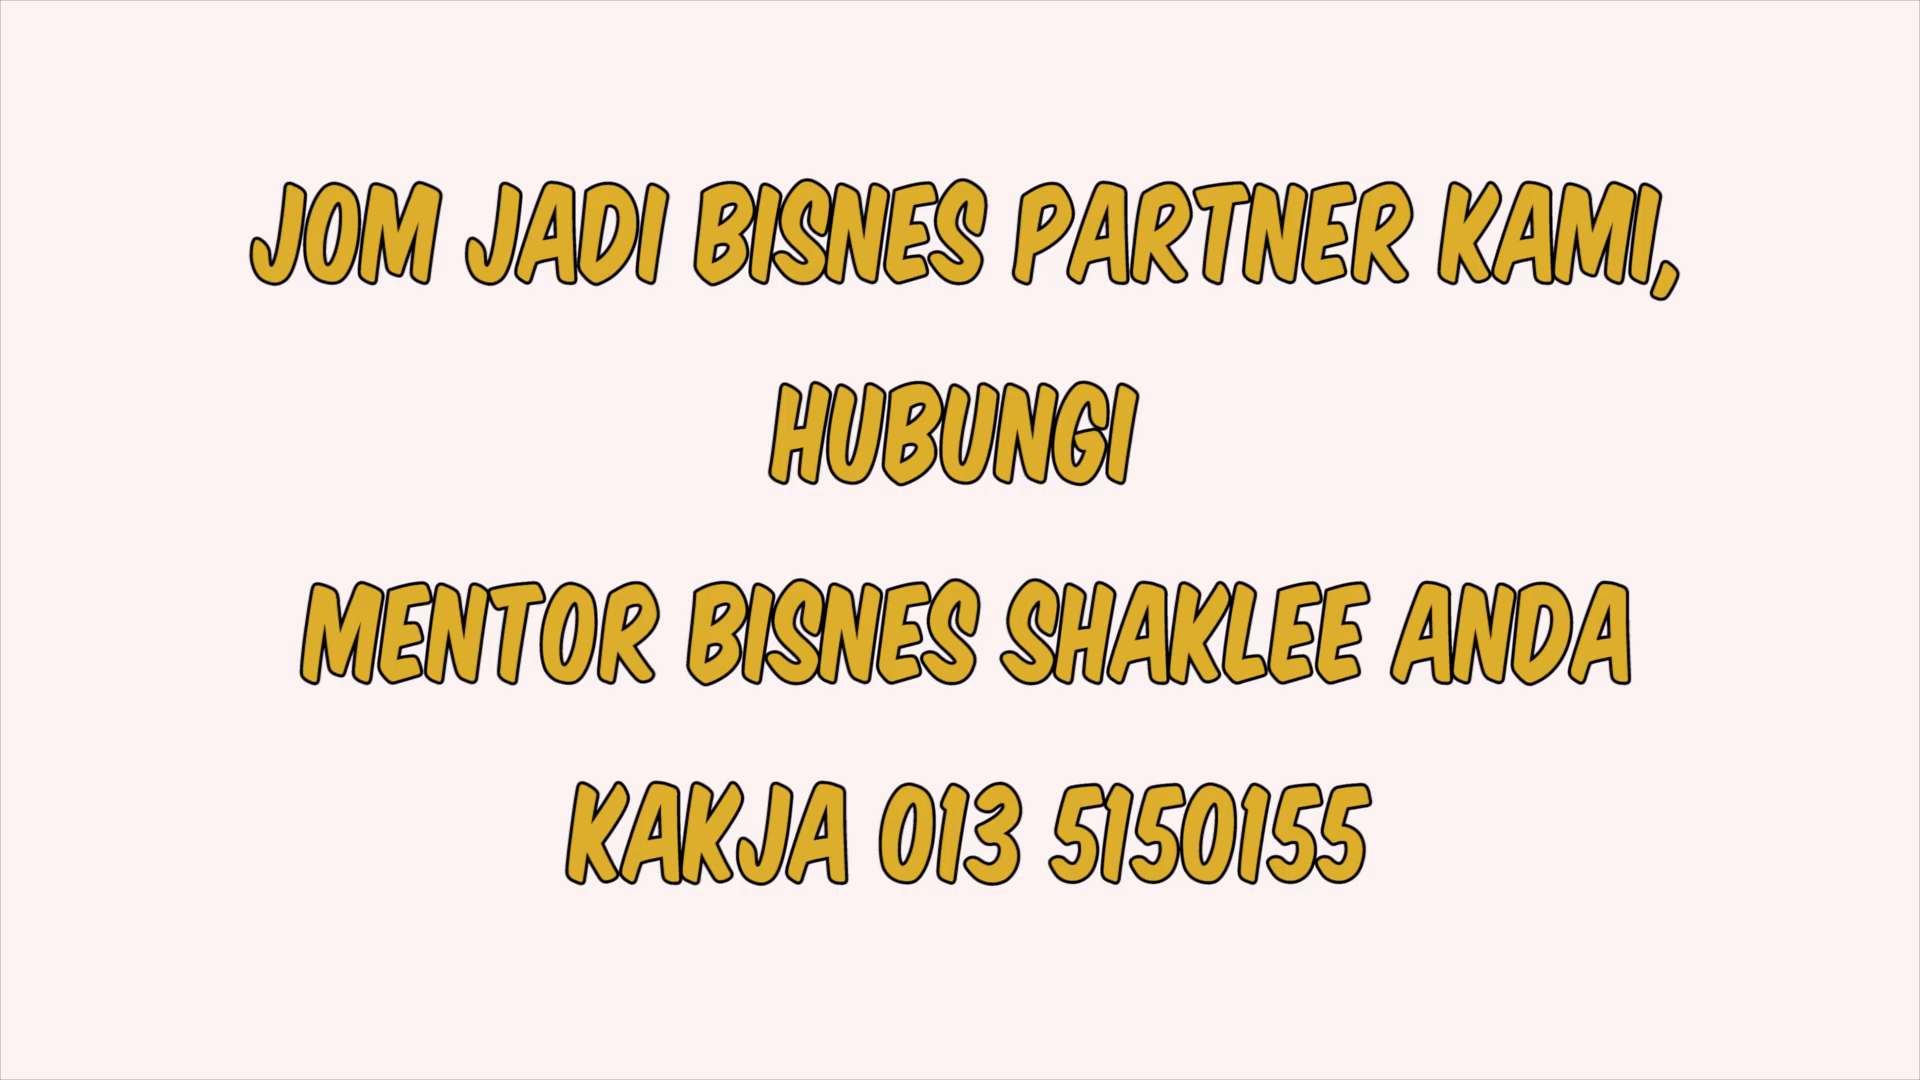 JOM JADI BISNES PARTNER KAMI,
HUBUNGI
MENTOR BISNES SHAKLEE ANDA
KAKJA 013 5150155